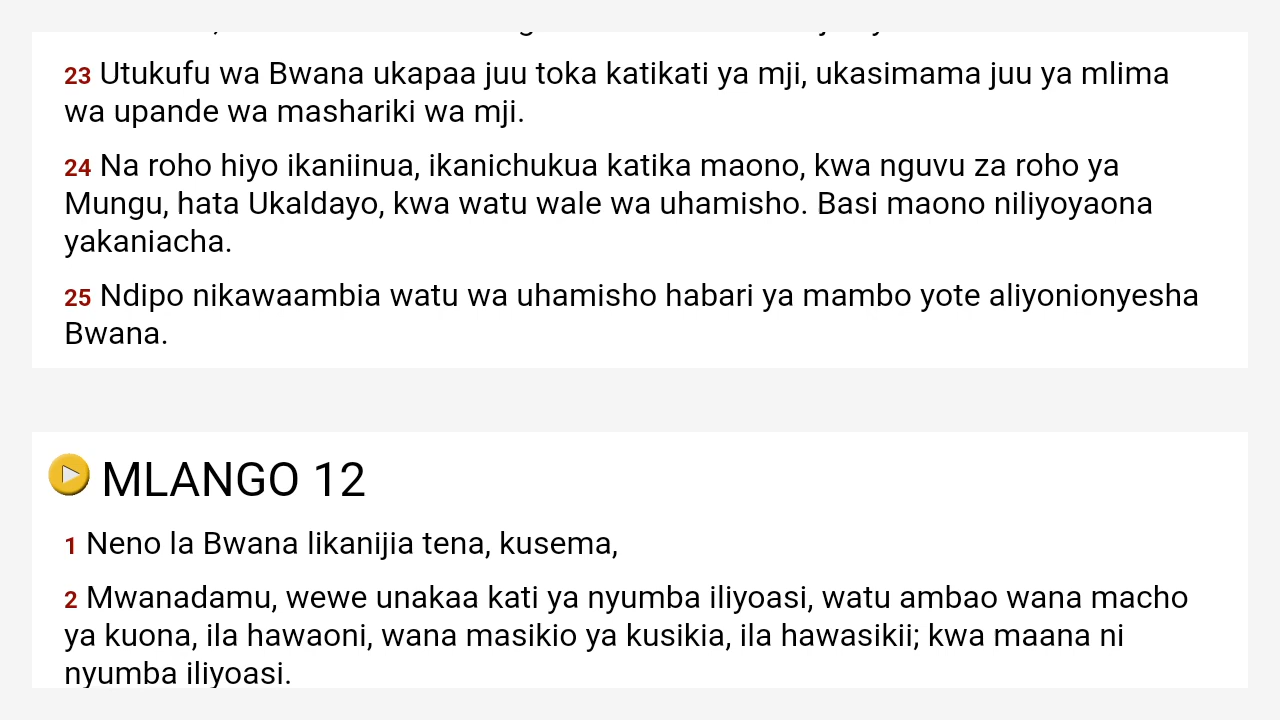 23 Utukufu wa Bwana ukapaa juu toka katikati ya mji, ukasimama juu ya mlima
wa upande wa mashariki wa mji.
24 Na roho hiyo ikaniinua, ikanichukua katika maono, kwa nguvu za roho ya
Mungu, hata Ukaldayo, kwa watu wale wa uhamisho. Basi maono niliyoyaona
yakaniacha.
25 Ndipo nikawaambia watu wa uhamisho habari ya mambo yote aliyonionyesha
Bwana.
MLANGO 12
1 Neno la Bwana likanijia tena, kusema,
2 Mwanadamu, wewe unakaa kati ya nyumba iliyoasi, watu ambao wana macho
ya kuona, ila hawaoni, wana masikio ya kusikia, ila hawasikii; kwa maana ni
nyumba iliyoasi.